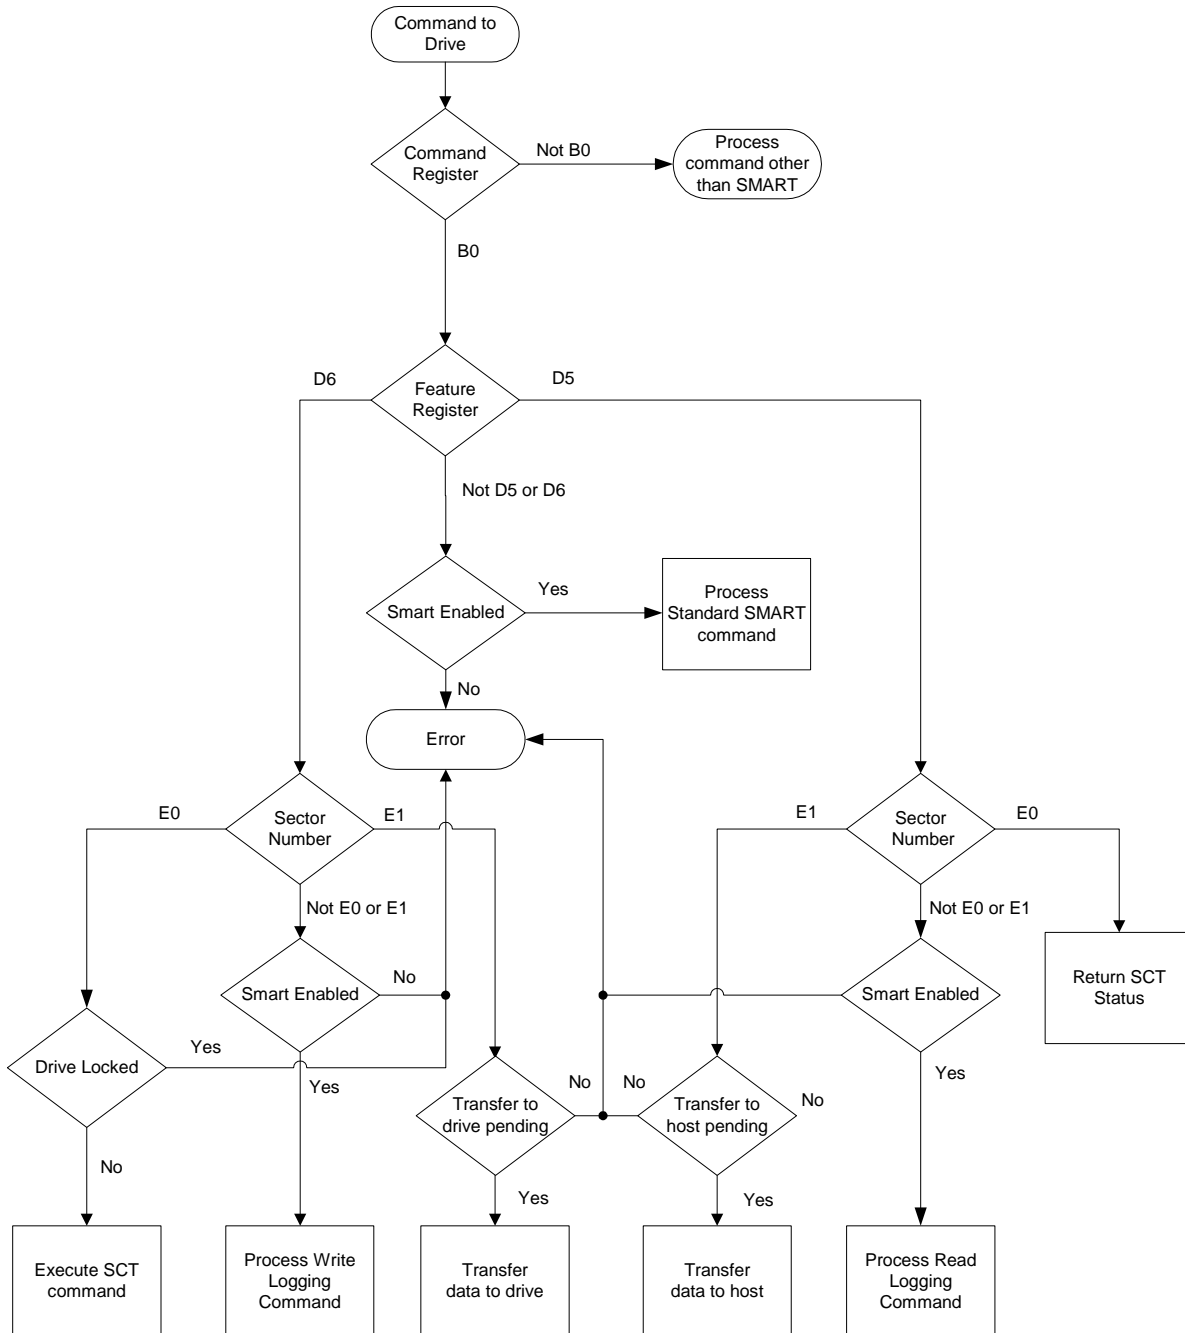 Command to
Drive
Command
Register
Not B0
Process
command other
than SMART
B0
D6
Feature
Register
D5
Not D5 or D6
Smart Enabled
Yes
Process
Standard SMART
command
No
Error
E0
Sector
Number
E1
E1
Sector
Number
E0
Not E0 or E1
Not E0 or E1
Smart Enabled
No
Smart Enabled
Return SCT
Status
Drive Locked
Yes
Yes
No
No
Yes
Transfer to
drive pending
Transfer to
host pending
No
No
Yes
Yes
Execute SCT
command
Process Write
Logging
Command
Transfer
data to drive
Transfer
data to host
Process Read
Logging
Command